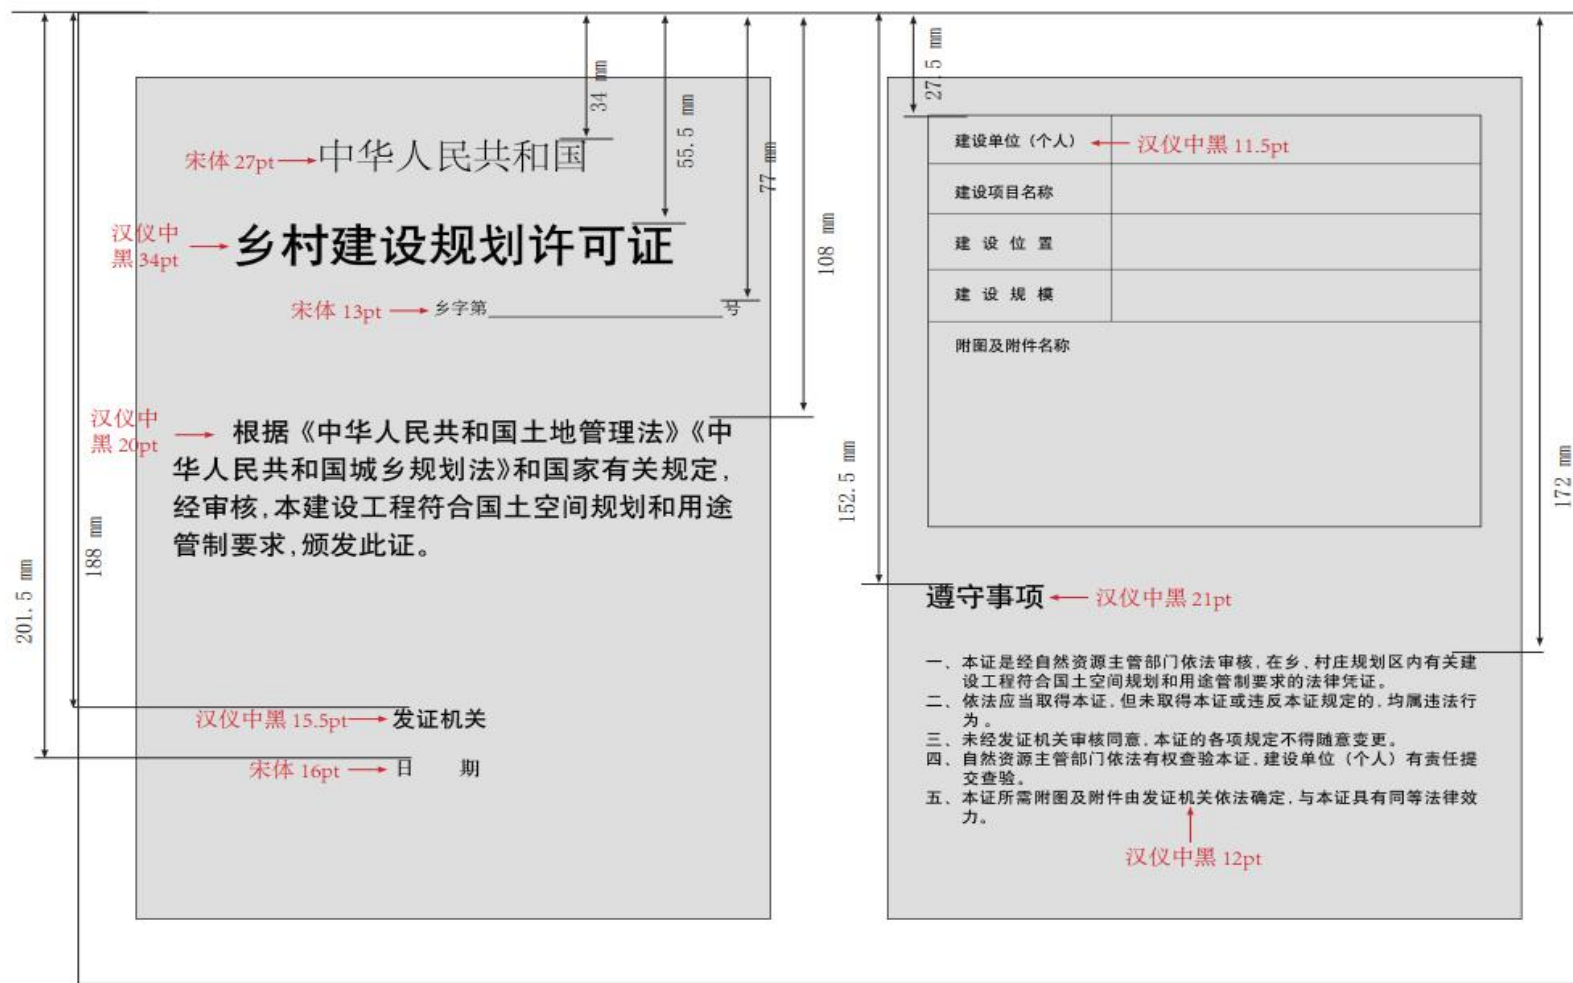 34 mm
55.5 mm
77 mm
108 mm
188 mm
201.5 mm
宋体 27pt
中华人民共和国
汉仪中
黑 34pt
乡村建设规划许可证
宋体 13pt
乡字第 号
汉仪中
黑 20pt
根据《中华人民共和国土地管理法》《中
华人民共和国城乡规划法》和国家有关规定,
经审核,本建设工程符合国土空间规划和用途
管制要求,颁发此证。
汉仪中黑 15.5pt
发证机关
宋体 16pt
日 期
27.5 mm
152.5 mm
172 mm
建设单位（个人）
汉仪中黑 11.5pt
建设项目名称
建 设 位 置
建 设 规 模
附图及附件名称
遵守事项
汉仪中黑 21pt
一、本证是经自然资源主管部门依法审核,在乡、村庄规划区内有关建
设工程符合国土空间规划和用途管制要求的法律凭证。
二、依法应当取得本证,但未取得本证或违反本证规定的,均属违法行
为。
三、未经发证机关审核同意,本证的各项规定不得随意变更。
四、自然资源主管部门依法有权查验本证,建设单位（个人）有责任提
交查验。
五、本证所需附图及附件由发证机关依法确定,与本证具有同等法律效
力。
汉仪中黑 12pt